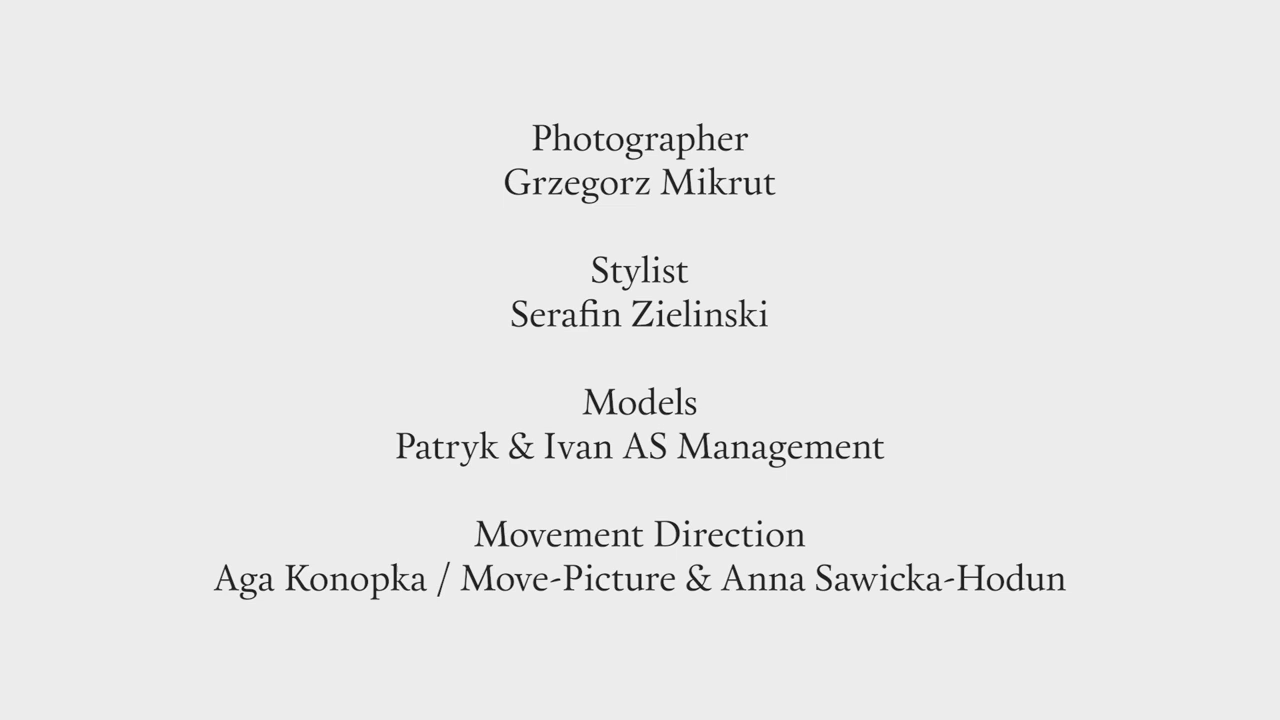 Photographer
Grzegorz Mikrut
Stylist
Serafin Zielinski
Models
Patryk & Ivan AS Management
Movement Direction
Aga Konopka / Move-Picture & Anna Sawicka-Hodun